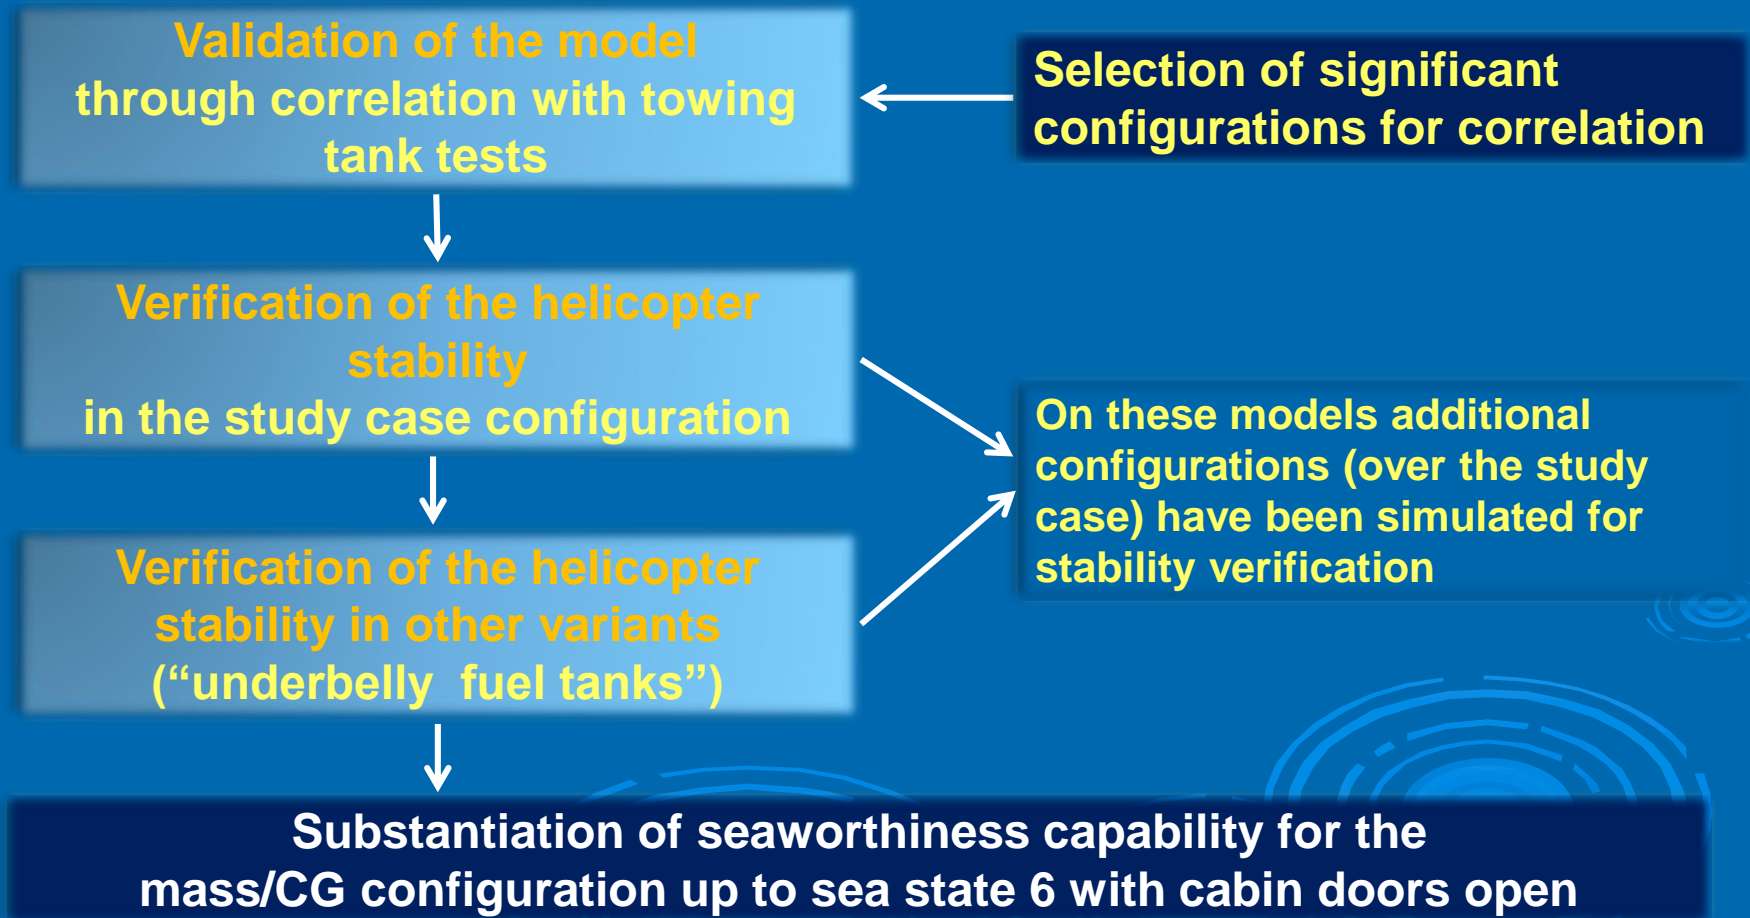 Validation of the model
through correlation with towing
tank tests
Selection of significant
configurations for correlation
Verification of the helicopter
stability
in the study case configuration
On these models additional
configurations (over the study
case) have been simulated for
stability verification
Verification of the helicopter
stability in other variants
(“underbelly  fuel tanks”)
Substantiation of seaworthiness capability for the
mass/CG configuration up to sea state 6 with cabin doors open